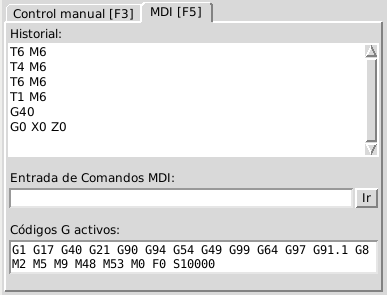 Control manual [F3] MDI [F5]
Historial:
T6 M6
T4 M6
T6 M6
T1 M6
G40
G0 X0 Z0
Entrada de Comandos MDI:
Ir
Códigos G activos:
G1 G17 G40 G21 G90 G94 G54 G49 G99 G64 G97 G91.1 G8
M2 M5 M9 M48 M53 M0 F0 S10000